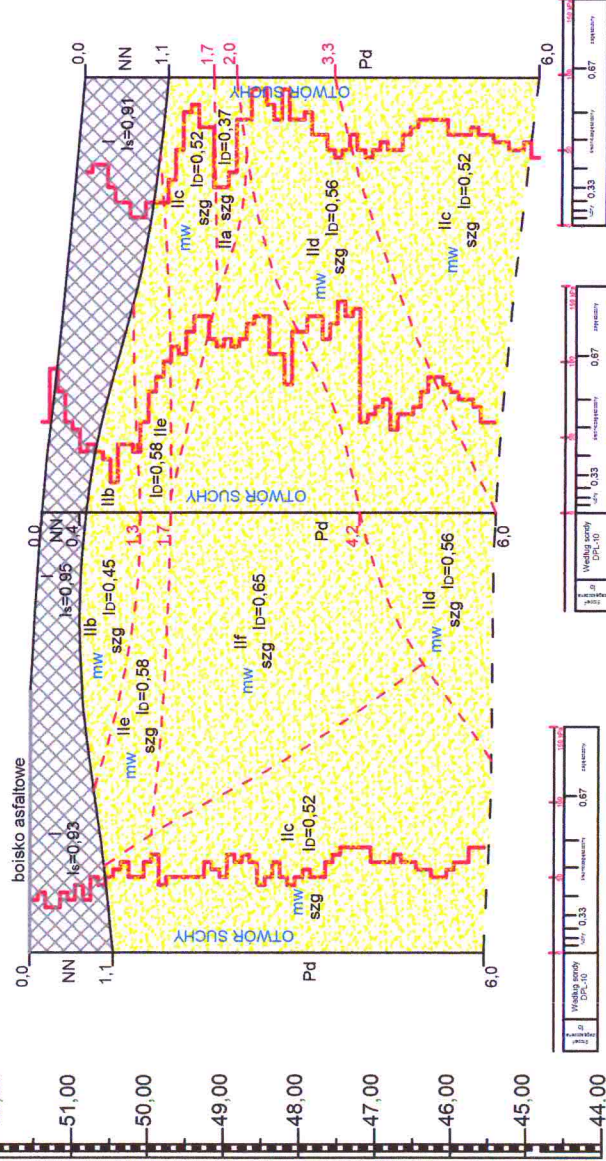 boisko asfaltowe
51,00
50,00
49,00
48,00
47,00
46,00
45,00
44,00
0,0
NN
1,1
Pd
6,0
I
Is=0,93
OTWÓR SUCHY
IIc
ID=0,52
mw
szg
0,0
NN
0,4
1,3
1,7
Pd
4,2
6,0
I
Is=0,95
IIb
ID=0,45
mw
szg
IIe
ID=0,58
mw
szg
IIf
ID=0,65
mw
szg
IId
ID=0,56
mw
szg
OTWÓR SUCHY
IIb
ID=0,58 IIe
0,0
NN
1,1
1,7
2,0
3,3
Pd
6,0
I
Is=0,91
OTWÓR SUCHY
IIc
ID=0,52
mw
szg
IIa szg ID=0,37
IId
ID=0,56
mw
szg
IIc
ID=0,52
mw
szg
Według sondy
DPL-10
0,33
0,67
Według sondy
DPL-10
0,33
0,67
0,33
0,67